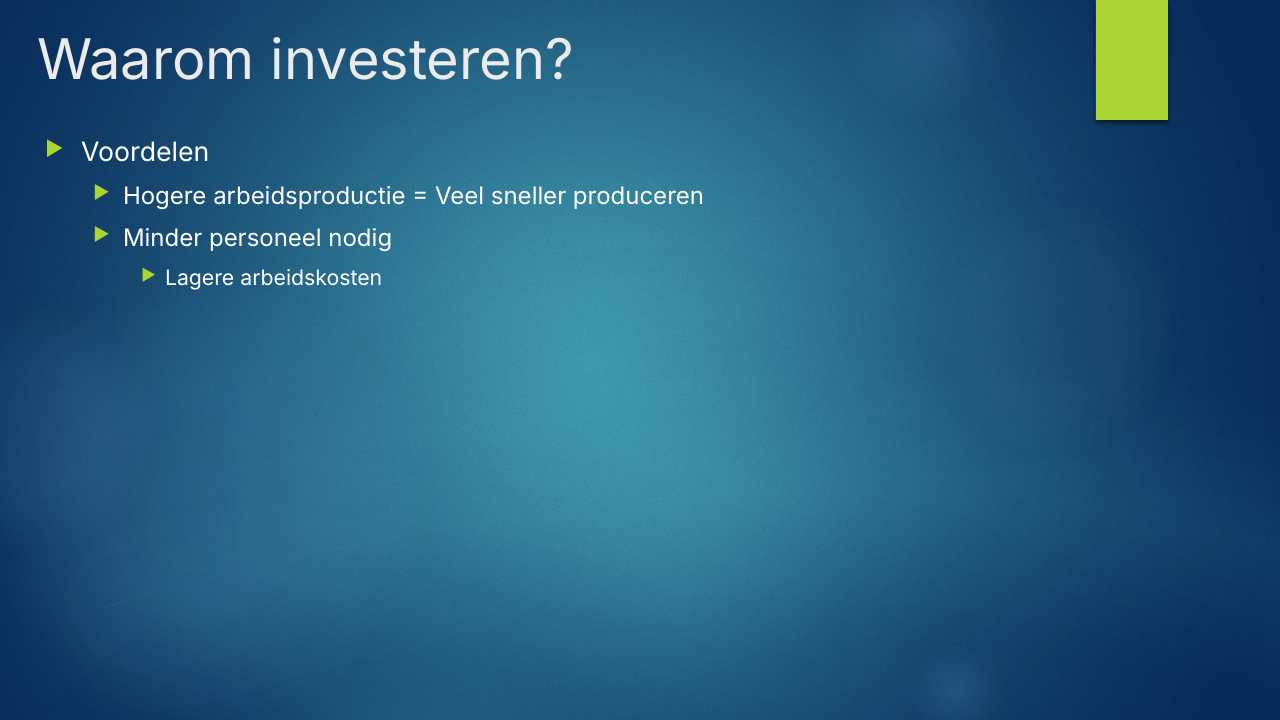 Waarom investeren?
Voordelen
Hogere arbeidsproductie = Veel sneller produceren
Minder personeel nodig
Lagere arbeidskosten